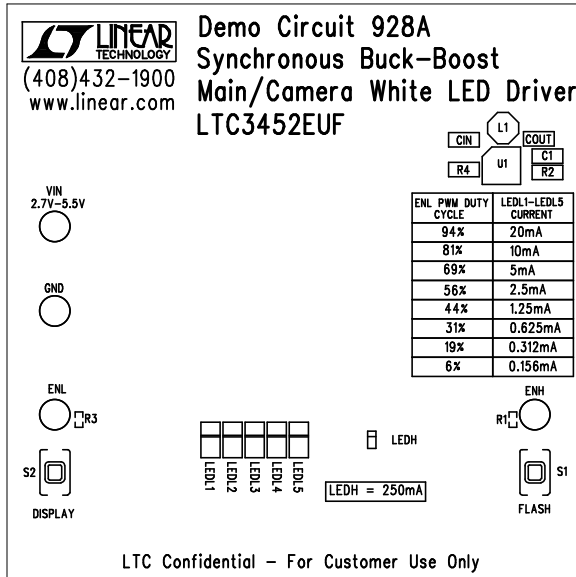 LINEAR
TECHNOLOGY
(408)432-1900
www.linear.com
Demo Circuit 928A
Synchronous Buck-Boost
Main/Camera White LED Driver
LTC3452EUF
L1
CIN
COUT
U1
C1
R4
R2
VIN
2.7V-5.5V
GND
ENL PWM DUTY CYCLE LEDL1-LEDL5 CURRENT
94% 20mA
81% 10mA
69% 5mA
56% 2.5mA
44% 1.25mA
31% 0.625mA
19% 0.312mA
6% 0.156mA
ENL
R3
S2
DISPLAY
LEDL1
LEDL2
LEDL3
LEDL4
LEDL5
LEDH
LEDH = 250mA
ENH
R1
S1
FLASH
LTC Confidential - For Customer Use Only